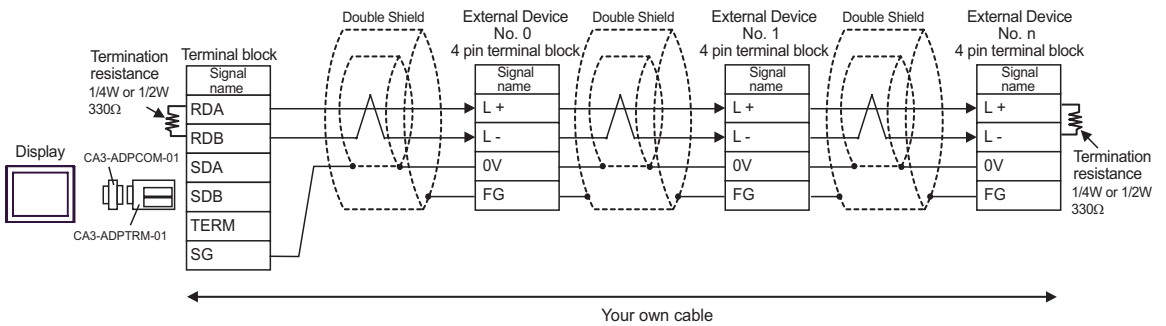 Double Shield
External Device
No. 0
4 pin terminal block
Double Shield
External Device
No. 1
4 pin terminal block
Double Shield
External Device
No. n
4 pin terminal block
Termination
resistance
1/4W or 1/2W
330Ω
Terminal block
Signal
name
RDA
RDB
SDA
SDB
TERM
SG
Display
CA3-ADPCOM-01
CA3-ADPTRM-01
Signal
name
L +
L -
0V
FG
Signal
name
L +
L -
0V
FG
Signal
name
L +
L -
0V
FG
Termination
resistance
1/4W or 1/2W
330Ω
Your own cable